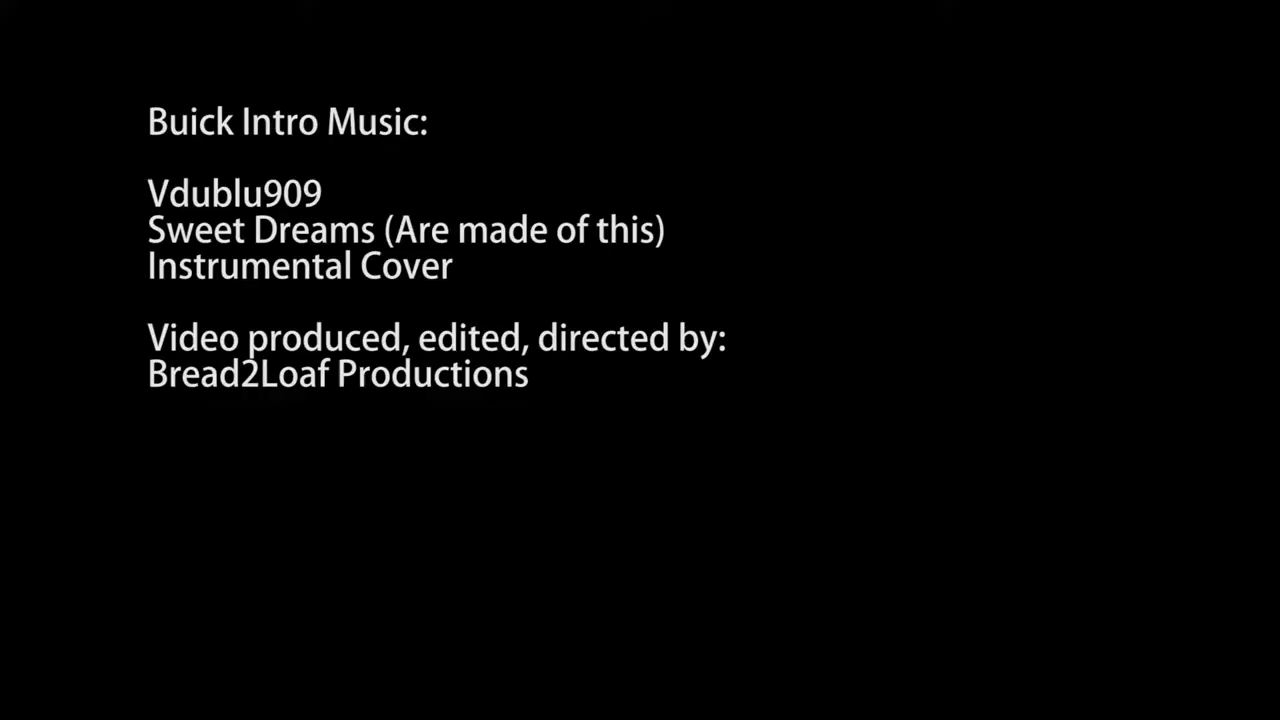 Buick Intro Music:
Vdublu909
Sweet Dreams (Are made of this)
Instrumental Cover
Video produced, edited, directed by:
Bread2Loaf Productions